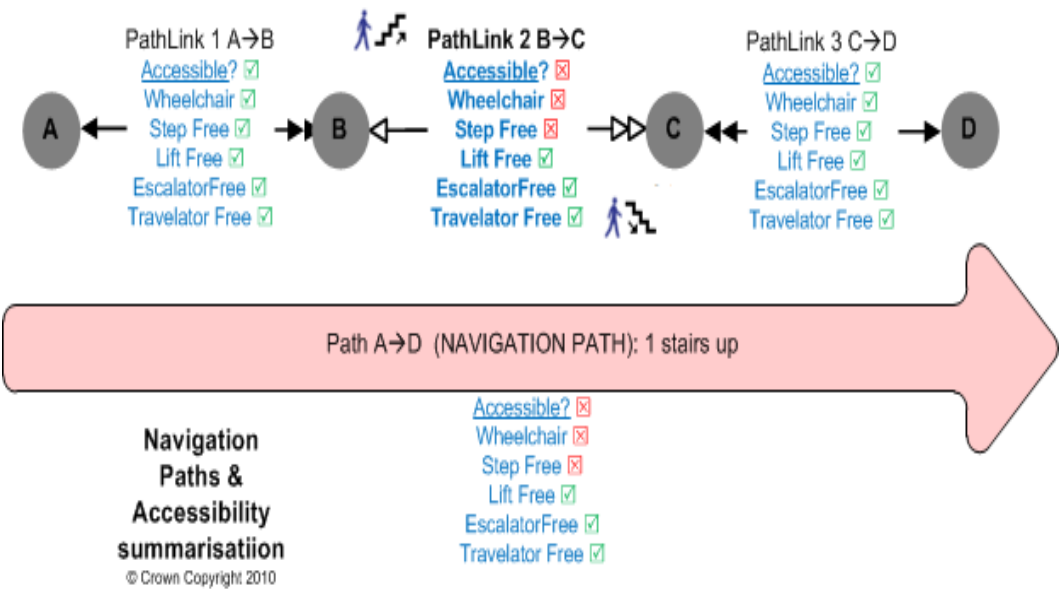 PathLink 1 A→B
Accessible? ☑
Wheelchair ☑
Step Free ☑
Lift Free ☑
EscalatorFree ☑
Travelator Free ☑
PathLink 2 B→C
Accessible? ☒
Wheelchair ☒
Step Free ☒
Lift Free ☑
EscalatorFree ☑
Travelator Free ☑
PathLink 3 C→D
Accessible? ☑
Wheelchair ☑
Step Free ☑
Lift Free ☑
EscalatorFree ☑
Travelator Free ☑
A
B
C
D
Path A→D (NAVIGATION PATH): 1 stairs up
Accessible? ☒
Wheelchair ☒
Step Free ☒
Lift Free ☑
EscalatorFree ☑
Travelator Free ☑
Navigation
Paths &
Accessibility
summarisatiion
© Crown Copyright 2010